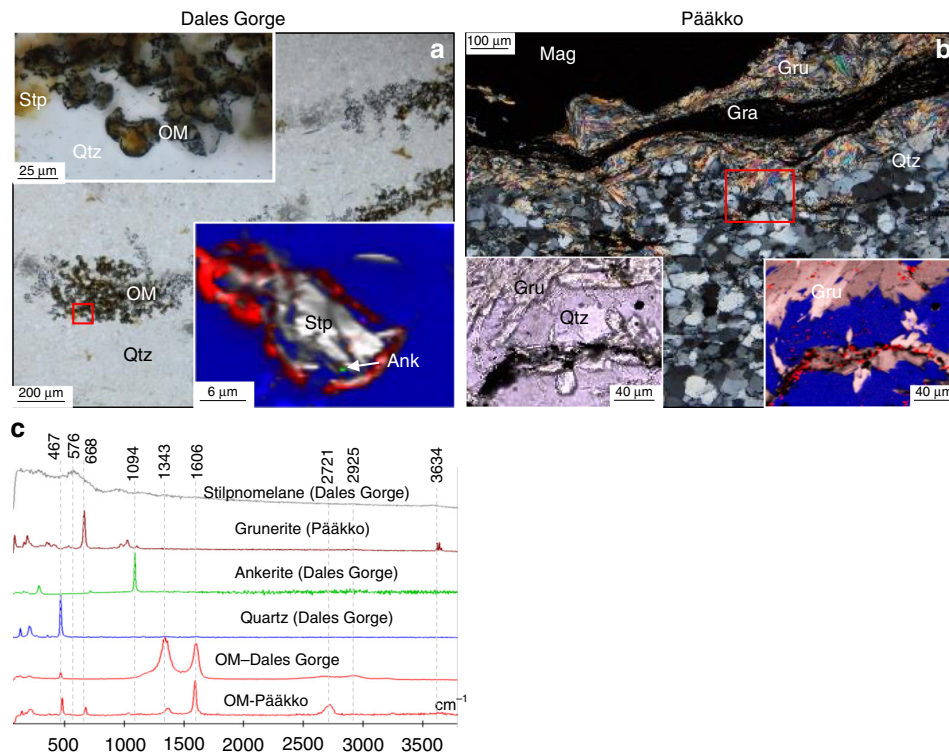 Dales Gorge
Pääkko
a
Stp
OM
Qtz
25 µm
OM
Qtz
200 µm
Stp
Ank
6 µm
100 µm
b
Mag
Gru
Gra
Qtz
Gru
Qtz
40 µm
Gru
40 µm
c
467 576 668 1094 1343 1606 2721 2925 3634
Stilpnomelane (Dales Gorge)
Grunerite (Pääkko)
Ankerite (Dales Gorge)
Quartz (Dales Gorge)
OM–Dales Gorge
OM-Pääkko
cm⁻¹
500 1000 1500 2000 2500 3000 3500